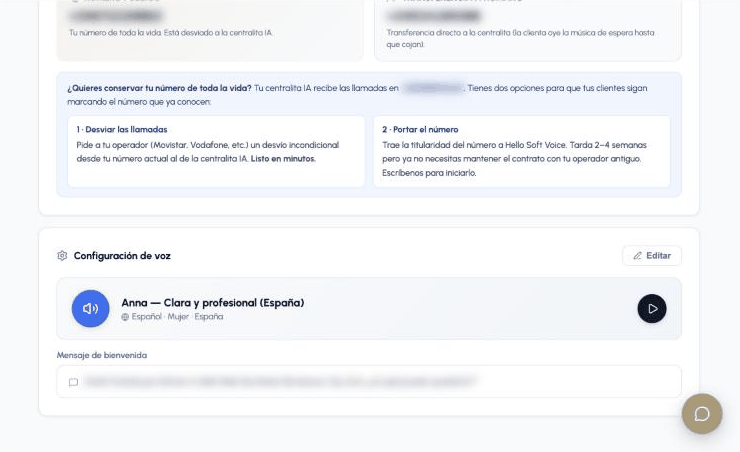 Tu número de toda la vida. Está desviado a la centralita IA.
Transferencia directa a la centralita (la clienta oye la música de espera hasta
que cojan).
¿Quieres conservar tu número de toda la vida? Tu centralita IA recibe las llamadas en . Tienes dos opciones para que tus clientes sigan
marcando el número que ya conocen:
1 · Desviar las llamadas
Pide a tu operador (Movistar, Vodafone, etc.) un desvío incondicional
desde tu número actual al de la centralita IA. Listo en minutos.
2 · Portar el número
Trae la titularidad del número a Hello Soft Voice. Tarda 2–4 semanas
pero ya no necesitas mantener el contrato con tu operador antiguo.
Escríbenos para iniciarlo.
Configuración de voz
Editar
Anna — Clara y profesional (España)
Español · Mujer · España
Mensaje de bienvenida